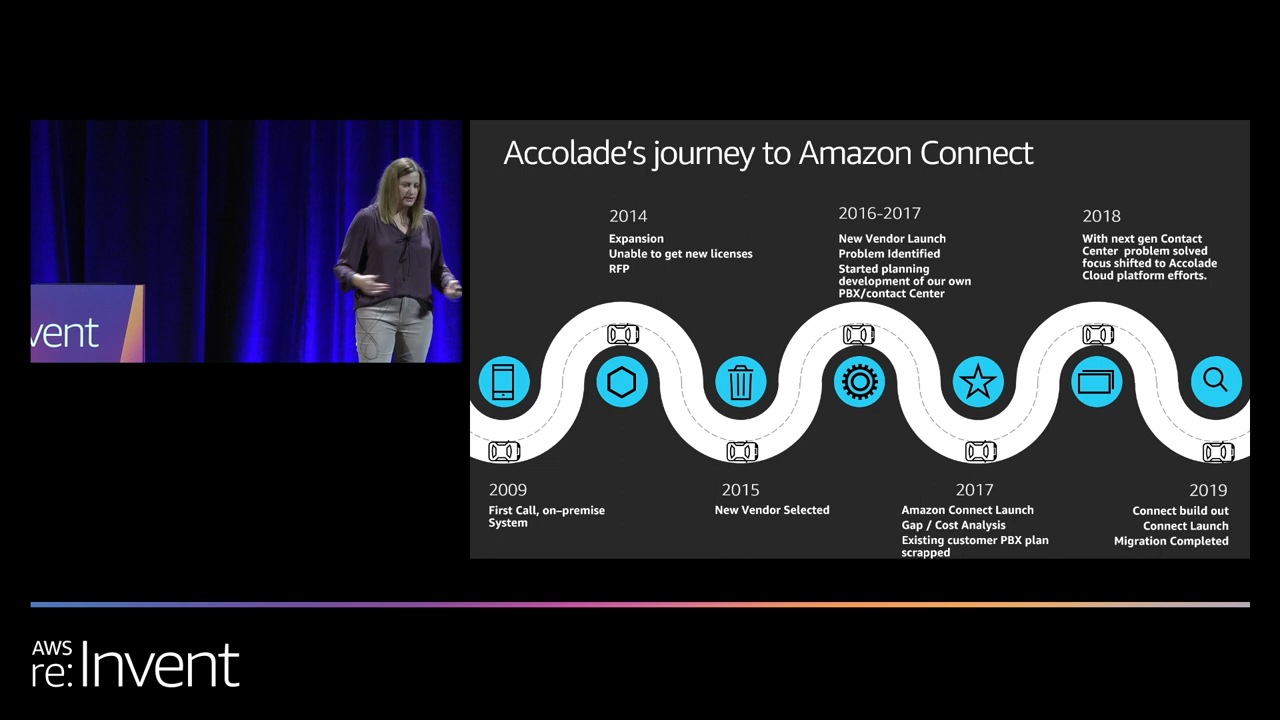 Accolade's journey to Amazon Connect
2014
Expansion
Unable to get new licenses
RFP
2016-2017
New Vendor Launch
Problem Identified
Started planning
development of our own
PBX/contact Center
2018
With next gen Contact
Center problem solved
focus shifted to Accolade
Cloud platform efforts.
vent
2009
First Call, on–premise
System
2015
New Vendor Selected
2017
Amazon Connect Launch
Gap / Cost Analysis
Existing customer PBX plan
scrapped
2019
Connect build out
Connect Launch
Migration Completed
AWS
re:Invent